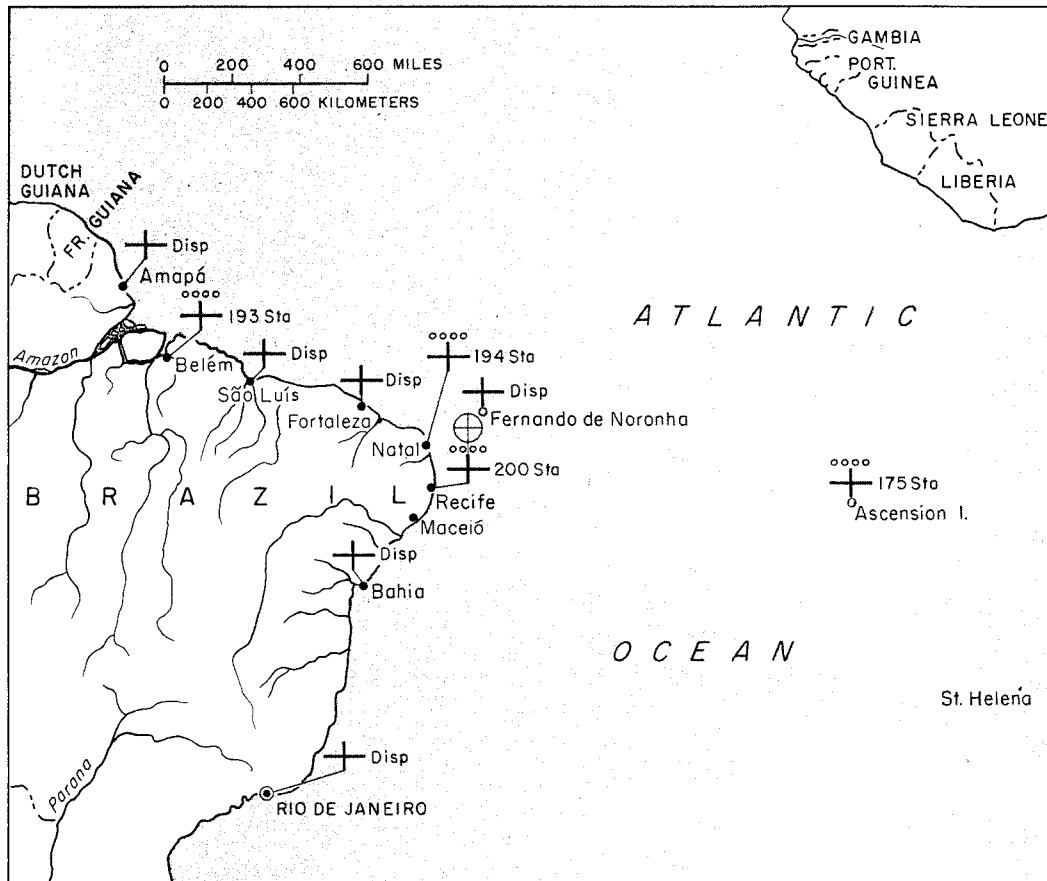 0 200 400 600 MILES
0 200 400 600 KILOMETERS
GAMBIA
PORT.
GUINEA
SIERRA LEONE
LIBERIA
DUTCH
GUIANA
FR. GUIANA
Disp
Amapá
193 Sta
Amazon
Belém
Disp
São Luís
Disp
Fortaleza
194 Sta
Natal
Disp
Fernando de Noronha
ATLANTIC
200 Sta
Recife
175 Sta
Ascension I.
BRAZIL
Maceió
Disp
Bahia
OCEAN
St. Helena
Disp
Parana
RIO DE JANEIRO